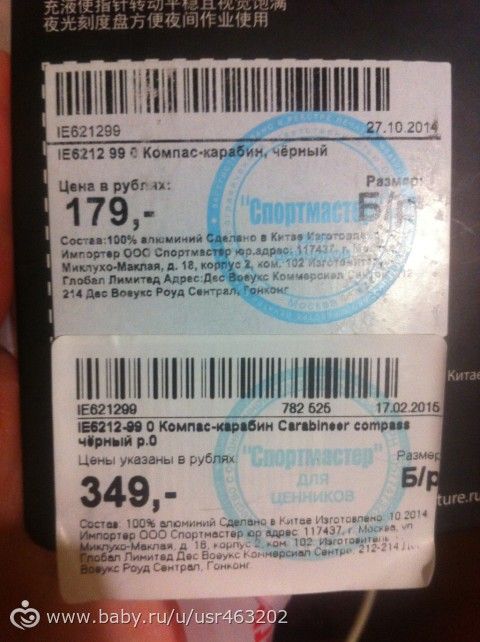 充液使指针转动平稳且视觉饱满
夜光刻度盘方便夜间作业使用
IE621299 27.10.2014
IE6212 99 0 Компас-карабин, чёрный
Цена в рублях: Размер:
179,- Б/р
"Спортмастер"
Состав:100% алюминий Сделано в Китае Изготовлено
Импортер ООО Спортмастер юр.адрес: 117437, г.
Миклухо-Маклая, д. 18, корпус 2, ком. 102
Глобал Лимитед Адрес:Дес Воеукс Коммерсиал
214 Дес Воеукс Роуд Сентрал, Гонконг
Москва
Китае
IE621299 782 525 17.02.2015
IE6212-99 0 Компас-карабин Carabineer compass
чёрный р.0
Цены указаны в рублях Размер
349,- Б/р
"Спортмастер"
ДЛЯ
ЦЕННИКОВ
ture.ru
Состав: 100% алюминий Сделано в Китае Изготовлено: 10.2014
Импортер ООО Спортмастер юр адрес: 117437, г. Москва, ул
Миклухо-Маклая, д. 18, корпус 2, ком. 102. Изготовитель
Глобал Лимитед Дес Воеукс Коммерсиал Сентр, 212-214
Воеукс Роуд Сентрал, Гонконг
www.baby.ru/u/usr463202